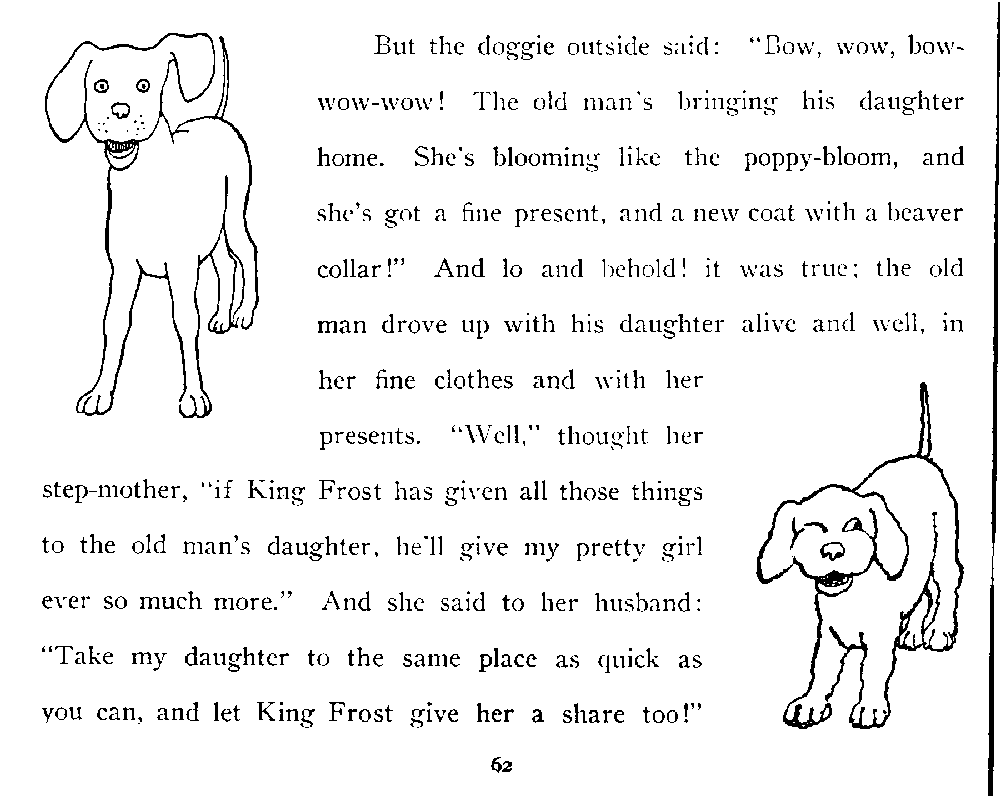 But the doggie outside said: “Bow, wow, bow-
wow-wow! The old man's bringing his daughter
home. She's blooming like the poppy-bloom, and
she's got a fine present, and a new coat with a beaver
collar!” And lo and behold! it was true; the old
man drove up with his daughter alive and well, in
her fine clothes and with her
presents. “Well,” thought her
step-mother, “if King Frost has given all those things
to the old man's daughter, he'll give my pretty girl
ever so much more.” And she said to her husband:
“Take my daughter to the same place as quick as
you can, and let King Frost give her a share too!”
62